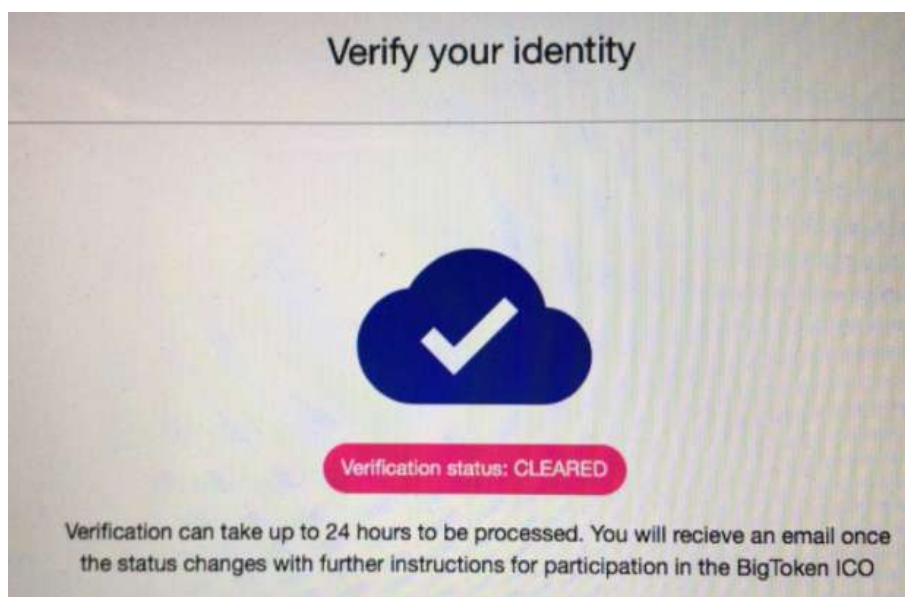 Verify your identity
Verification status: CLEARED
Verification can take up to 24 hours to be processed. You will recieve an email once
the status changes with further instructions for participation in the BigToken ICO